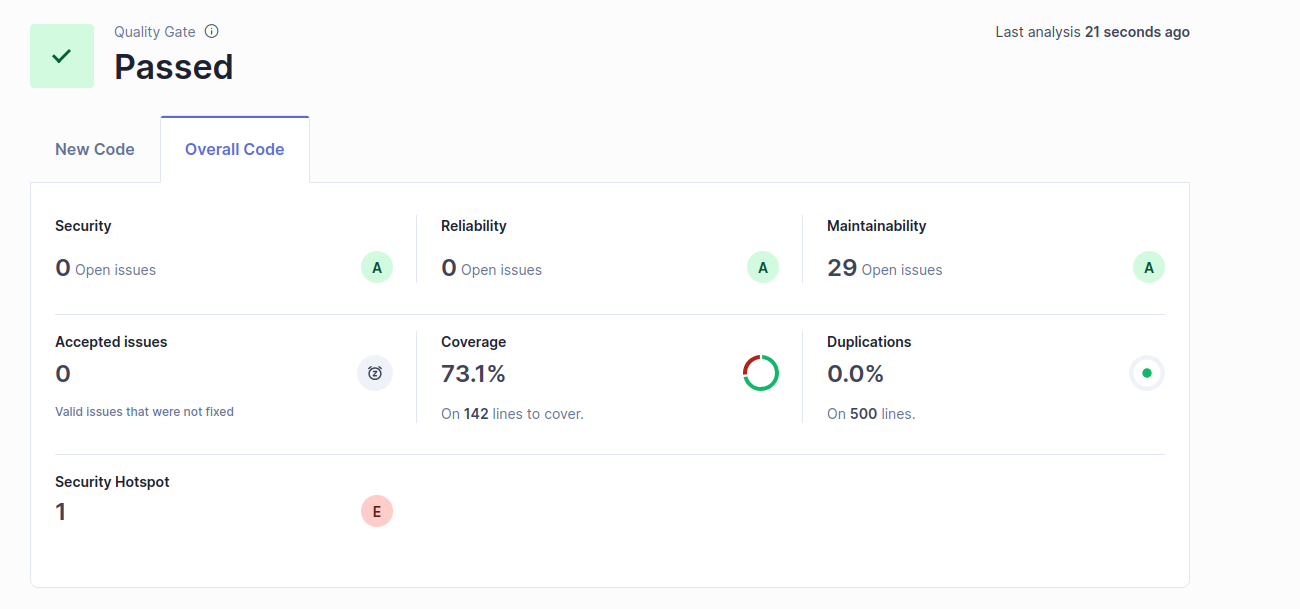 Quality Gate
Passed
Last analysis 21 seconds ago
New Code
Overall Code
Security
0 Open issues
A
Reliability
0 Open issues
A
Maintainability
29 Open issues
A
Accepted issues
0
Valid issues that were not fixed
Coverage
73.1%
On 142 lines to cover.
Duplications
0.0%
On 500 lines.
Security Hotspot
1
E